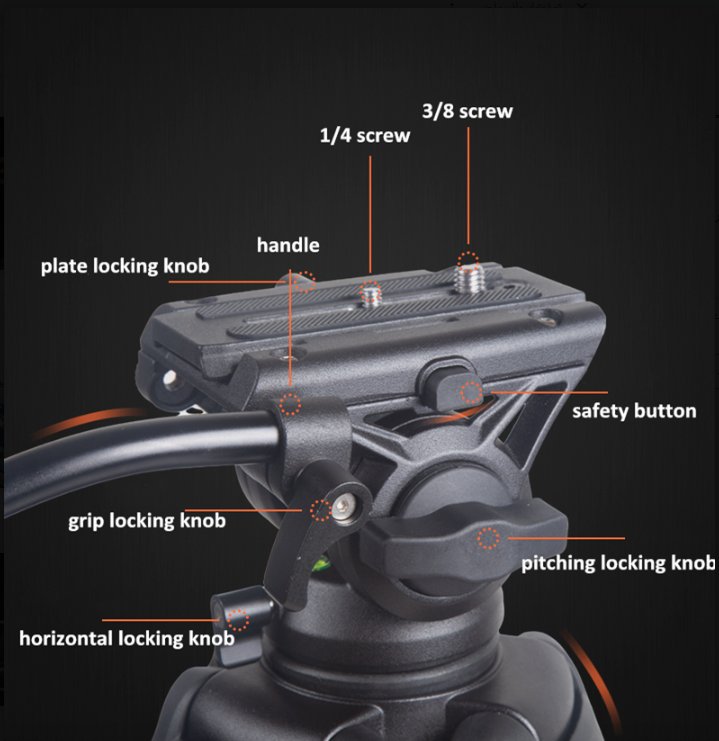 3/8 screw
1/4 screw
handle
plate locking knob
safety button
grip locking knob
pitching locking knob
horizontal locking knob